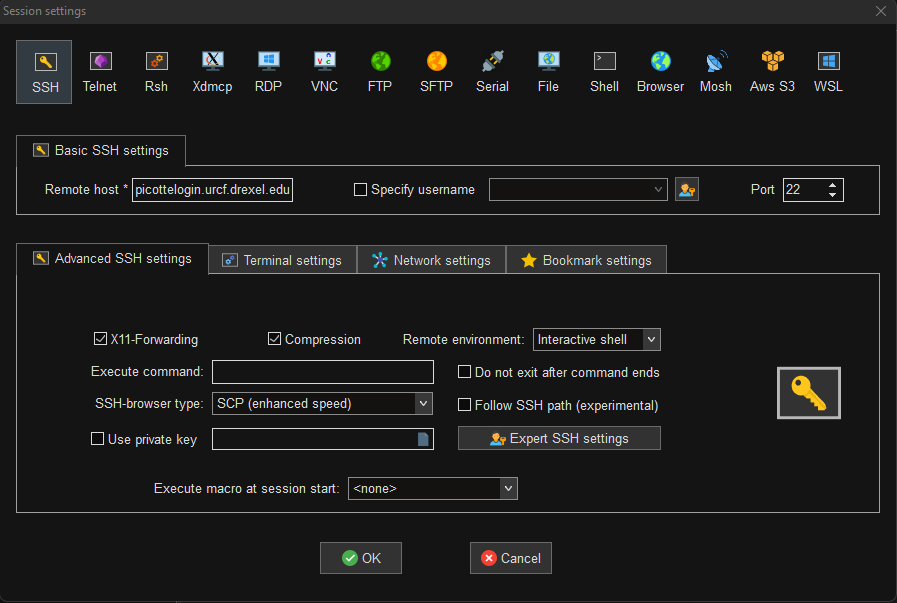 Session settings
SSH Telnet Rsh Xdmcp RDP VNC FTP SFTP Serial File Shell Browser Mosh Aws S3 WSL
Basic SSH settings
Remote host * picottelogin.urcf.drexel.edu Specify username Port 22
Advanced SSH settings Terminal settings Network settings Bookmark settings
X11-Forwarding Compression Remote environment: Interactive shell
Execute command: Do not exit after command ends
SSH-browser type: SCP (enhanced speed) Follow SSH path (experimental)
Use private key Expert SSH settings
Execute macro at session start: <none>
OK Cancel